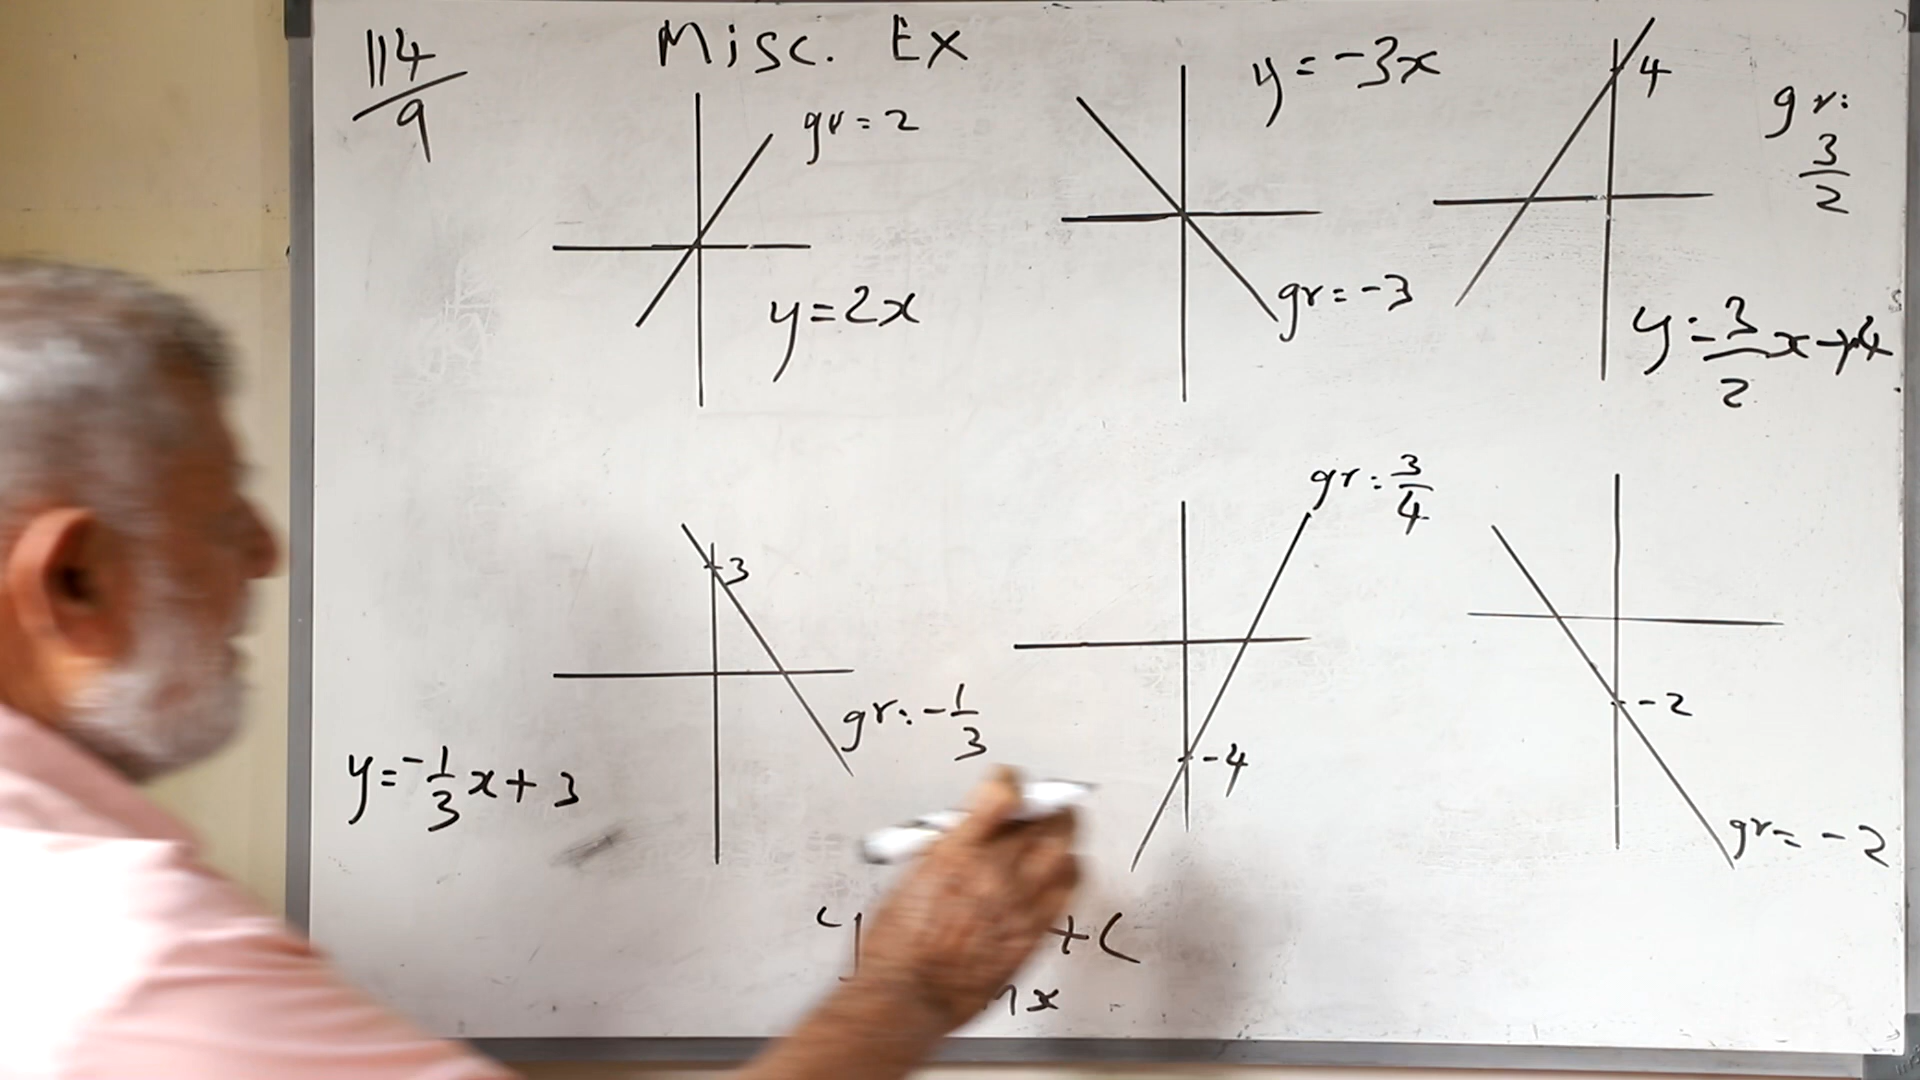 114/9
Misc. Ex
gr = 2
y = 2x
y = -3x
gr = -3
4
gr: 3/2
y = 3/2 x + 4
3
gr: -1/3
y = -1/3 x + 3
gr: 3/4
-4
-2
gr = -2
y
+ c
x